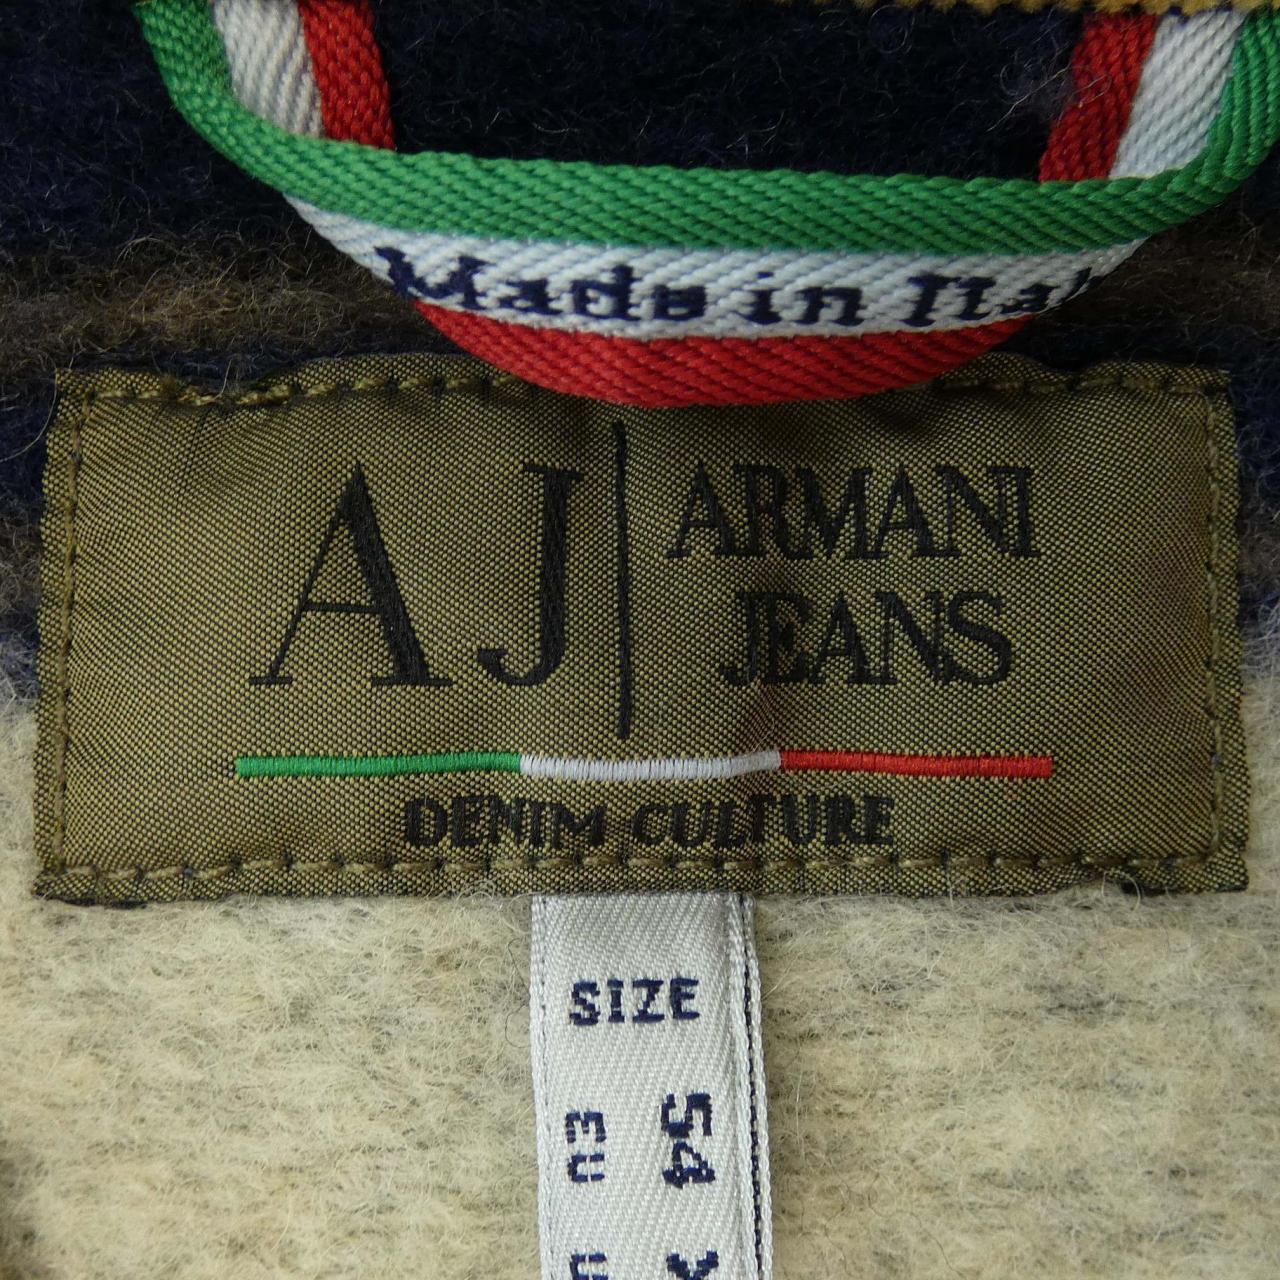 Made in Ital
AJ
ARMANI
JEANS
DENIM CULTURE
SIZE
EU 54